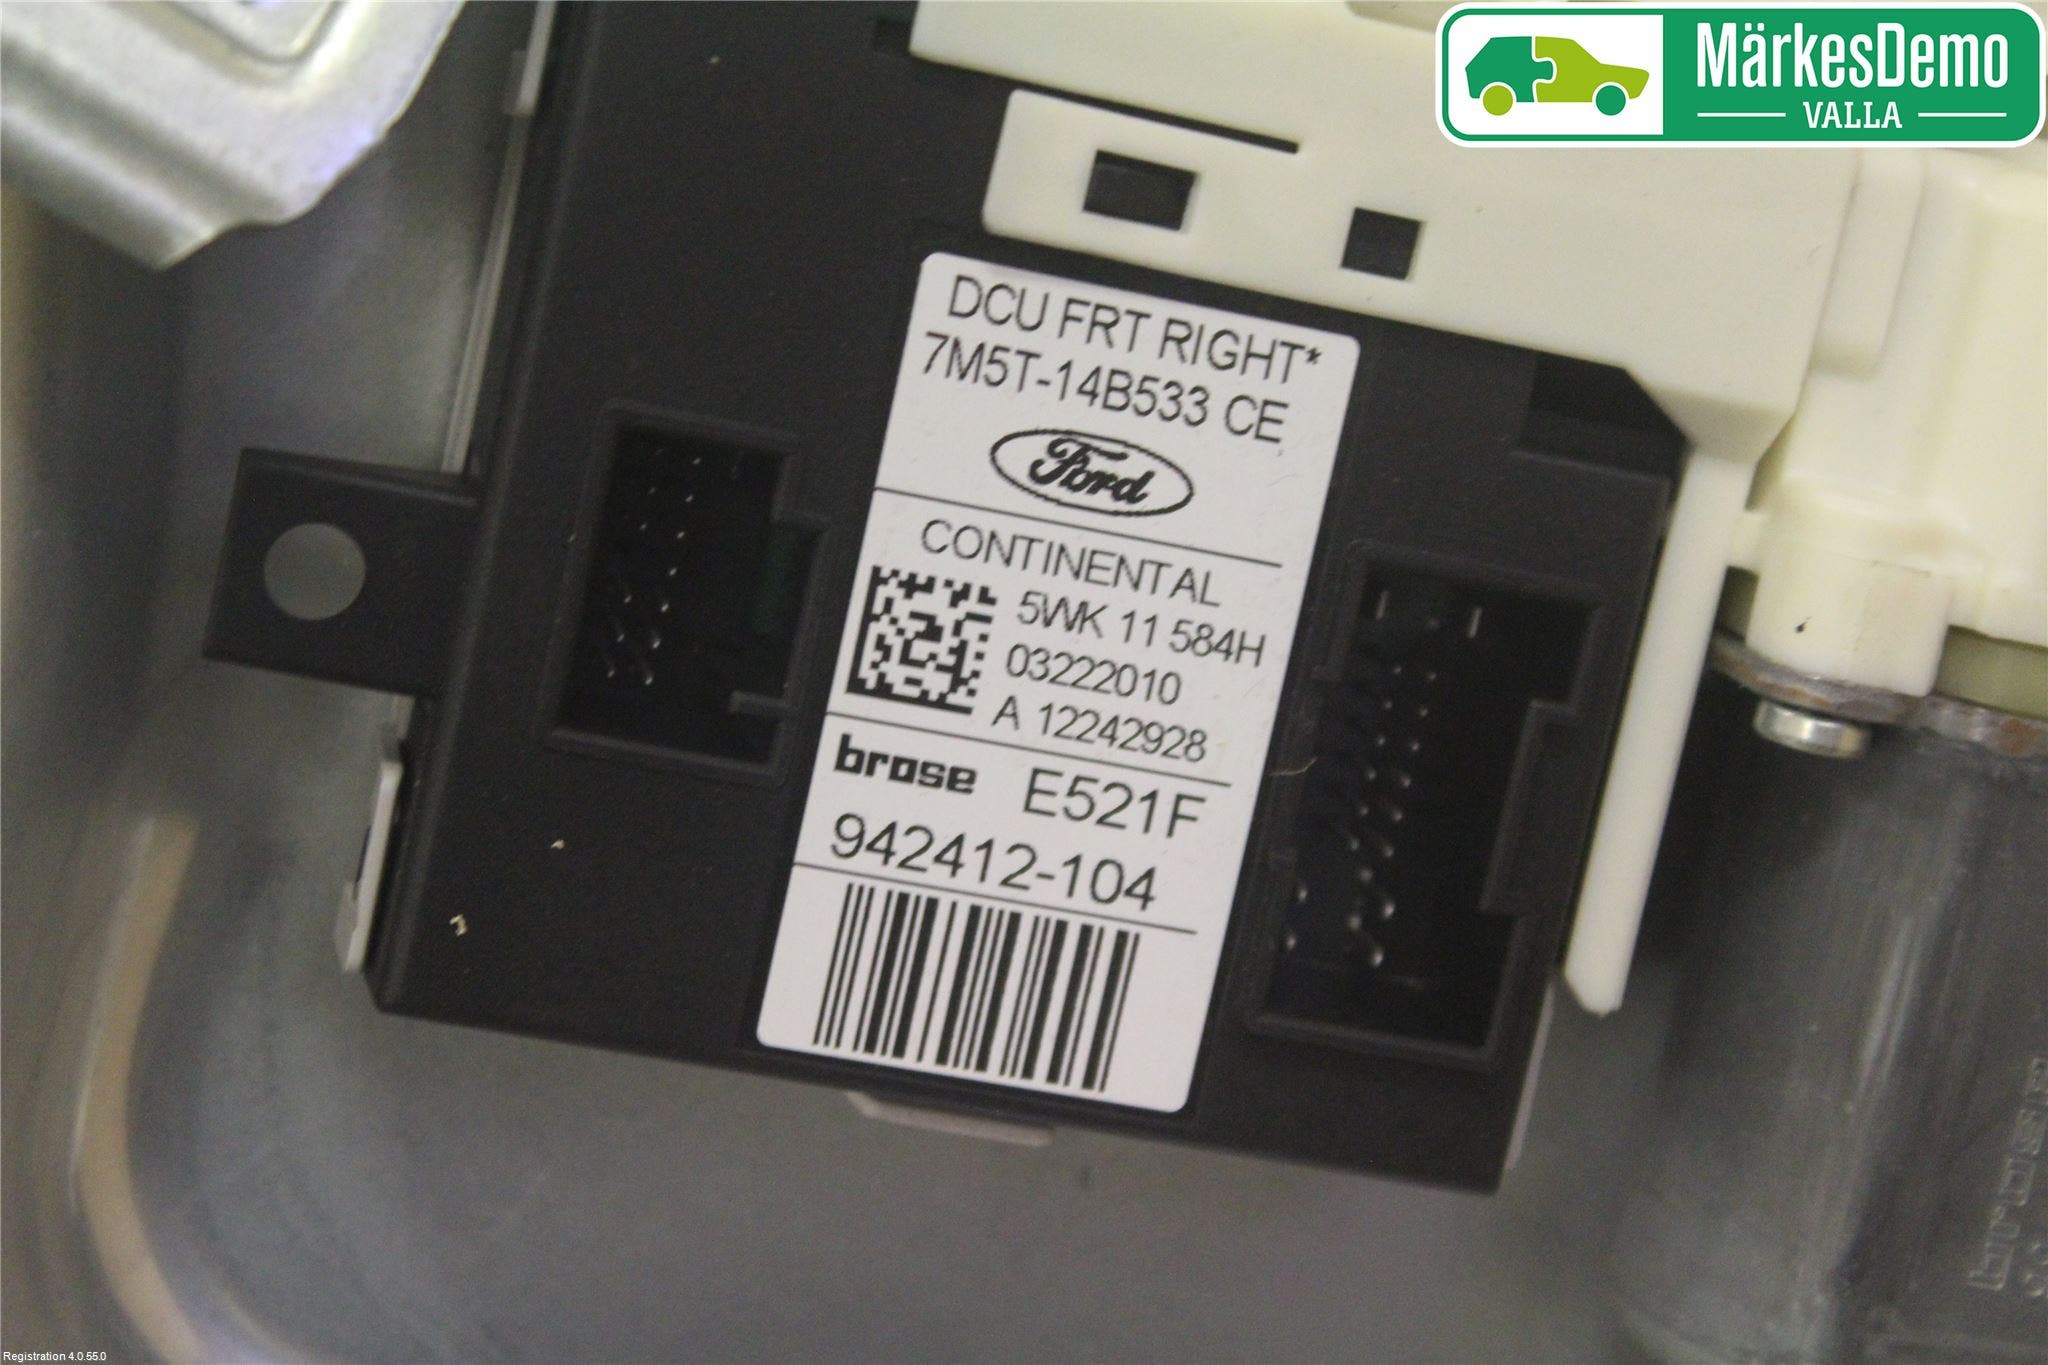 MärkesDemo
VALLA
DCU FRT RIGHT*
7M5T-14B533 CE
Ford
CONTINENTAL
5WK 11 584H
03222010
A 12242928
brose E521F
942412-104
Registration 4.0.55.0